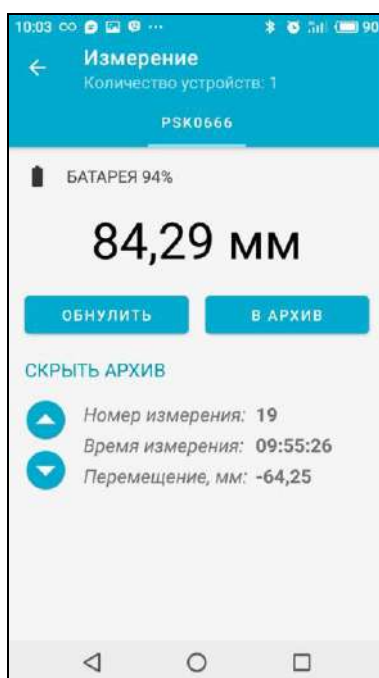 10:03
90
Измерение
Количество устройств: 1
PSK0666
БАТАРЕЯ 94%
84,29 мм
ОБНУЛИТЬ
В АРХИВ
СКРЫТЬ АРХИВ
Номер измерения: 19
Время измерения: 09:55:26
Перемещение, мм: -64,25